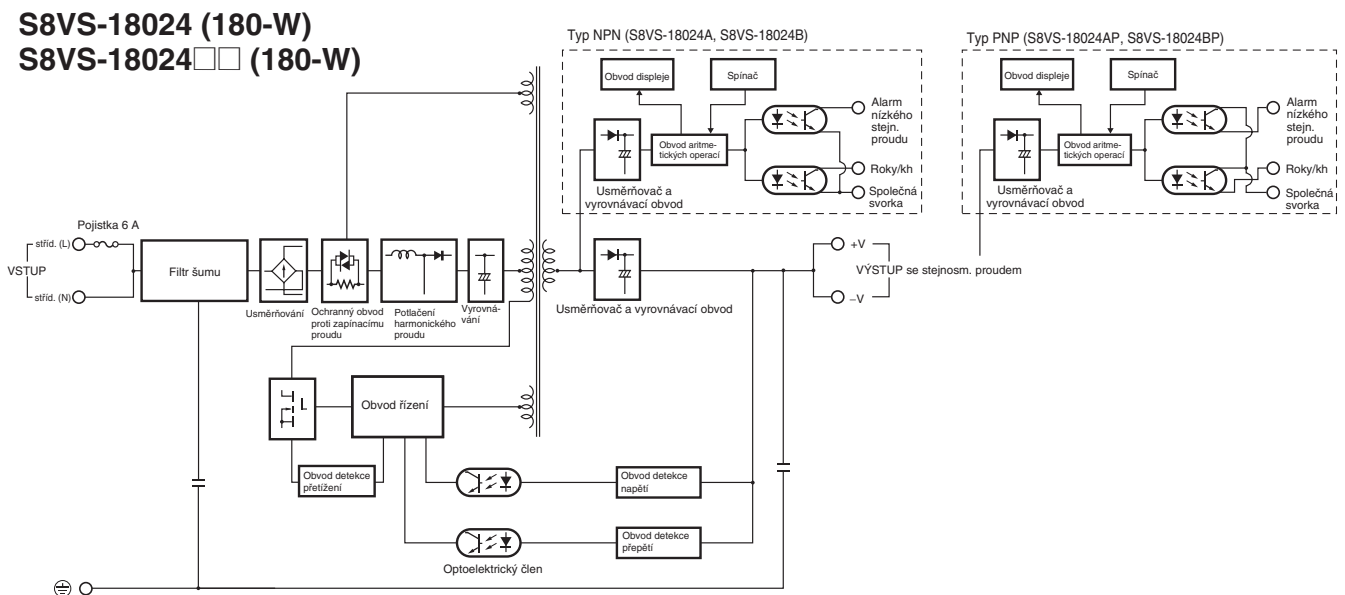 S8VS-18024 (180-W)
S8VS-18024□□ (180-W)
Typ NPN (S8VS-18024A, S8VS-18024B)
Obvod displeje
Spínač
Alarm
nízkého
stejn.
proudu
Obvod aritme-
tických operací
Roky/kh
Společná
svorka
Usměrňovač a
vyrovnávací obvod
Typ PNP (S8VS-18024AP, S8VS-18024BP)
Obvod displeje
Spínač
Alarm
nízkého
stejn.
proudu
Obvod aritme-
tických operací
Roky/kh
Společná
svorka
Usměrňovač a
vyrovnávací obvod
Pojistka 6 A
stříd. (L)
VSTUP
stříd. (N)
Filtr šumu
Usměrňování
Ochranný obvod
proti zapínacímu
proudu
Potlačení
harmonického
proudu
Vyrovná-
vání
Usměrňovač a vyrovnávací obvod
+V
VÝSTUP se stejnosm. proudem
–V
Obvod řízení
Obvod detekce
přetížení
Obvod detekce
napětí
Obvod detekce
přepětí
Optoelektrický člen